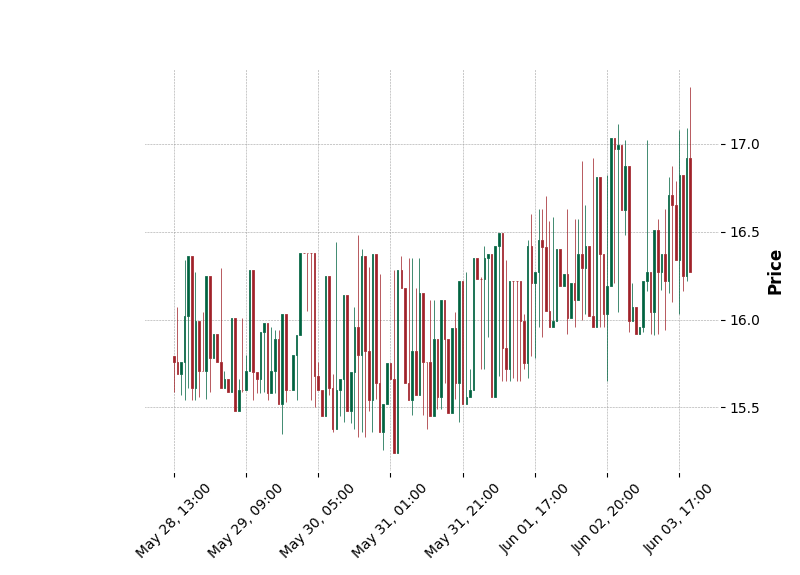 17.0
16.5
16.0
15.5
Price
May 28, 13:00
May 29, 09:00
May 30, 05:00
May 31, 01:00
May 31, 21:00
Jun 01, 17:00
Jun 02, 20:00
Jun 03, 17:00